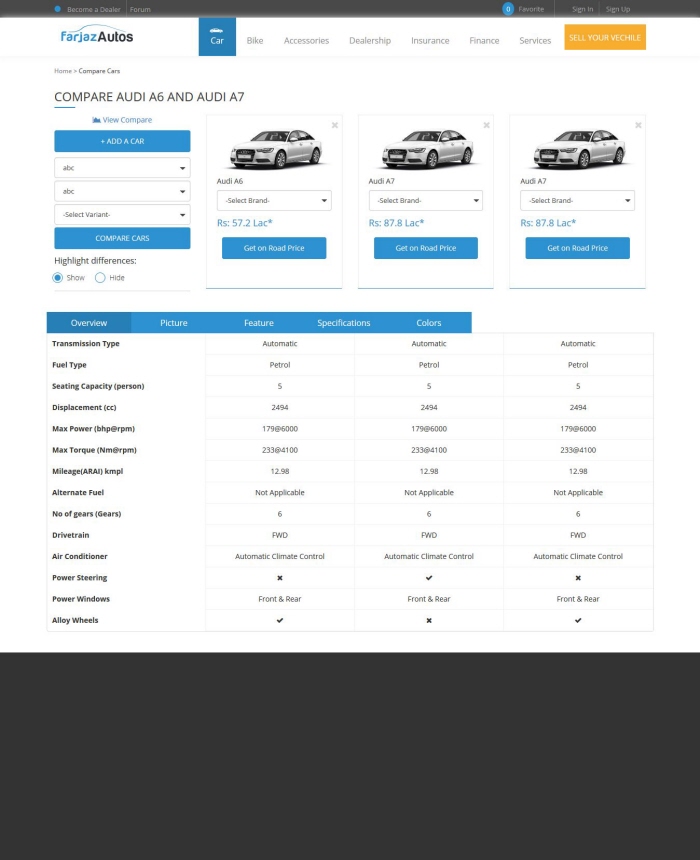 Become a Dealer Forum 0 Favorite Sign In Sign Up
farjazAutos
Car Bike Accessories Dealership Insurance Finance Services SELL YOUR VECHILE
Home > Compare Cars
COMPARE AUDI A6 AND AUDI A7
View Compare
+ ADD A CAR
abc
abc
-Select Variant-
COMPARE CARS
Highlight differences:
Show Hide
Audi A6
-Select Brand-
Rs: 57.2 Lac*
Get on Road Price
Audi A7
-Select Brand-
Rs: 87.8 Lac*
Get on Road Price
Audi A7
-Select Brand-
Rs: 87.8 Lac*
Get on Road Price
Overview Picture Feature Specifications Colors
Transmission Type Automatic Automatic Automatic
Fuel Type Petrol Petrol Petrol
Seating Capacity (person) 5 5 5
Displacement (cc) 2494 2494 2494
Max Power (bhp@rpm) 179@6000 179@6000 179@6000
Max Torque (Nm@rpm) 233@4100 233@4100 233@4100
Mileage(ARAI) kmpl 12.98 12.98 12.98
Alternate Fuel Not Applicable Not Applicable Not Applicable
No of gears (Gears) 6 6 6
Drivetrain FWD FWD FWD
Air Conditioner Automatic Climate Control Automatic Climate Control Automatic Climate Control
Power Steering ✖ ✔ ✖
Power Windows Front & Rear Front & Rear Front & Rear
Alloy Wheels ✔ ✖ ✔